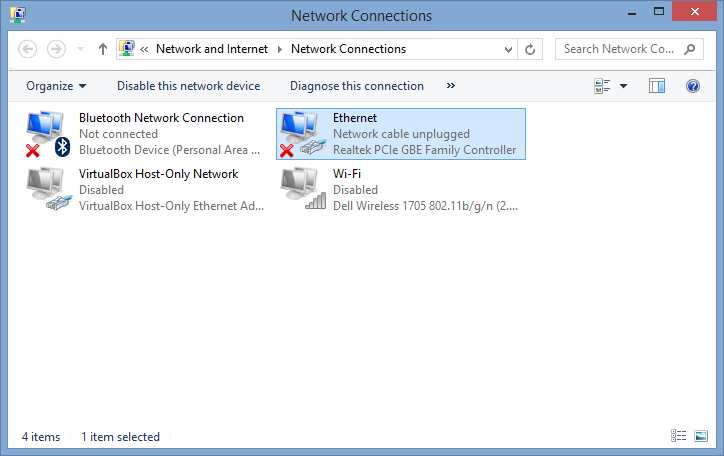 Network Connections
« Network and Internet Network Connections
Search Network Co...
Organize Disable this network device Diagnose this connection »
Bluetooth Network Connection
Not connected
Bluetooth Device (Personal Area ...
Ethernet
Network cable unplugged
Realtek PCIe GBE Family Controller
VirtualBox Host-Only Network
Disabled
VirtualBox Host-Only Ethernet Ad...
Wi-Fi
Disabled
Dell Wireless 1705 802.11b/g/n (2....
4 items 1 item selected